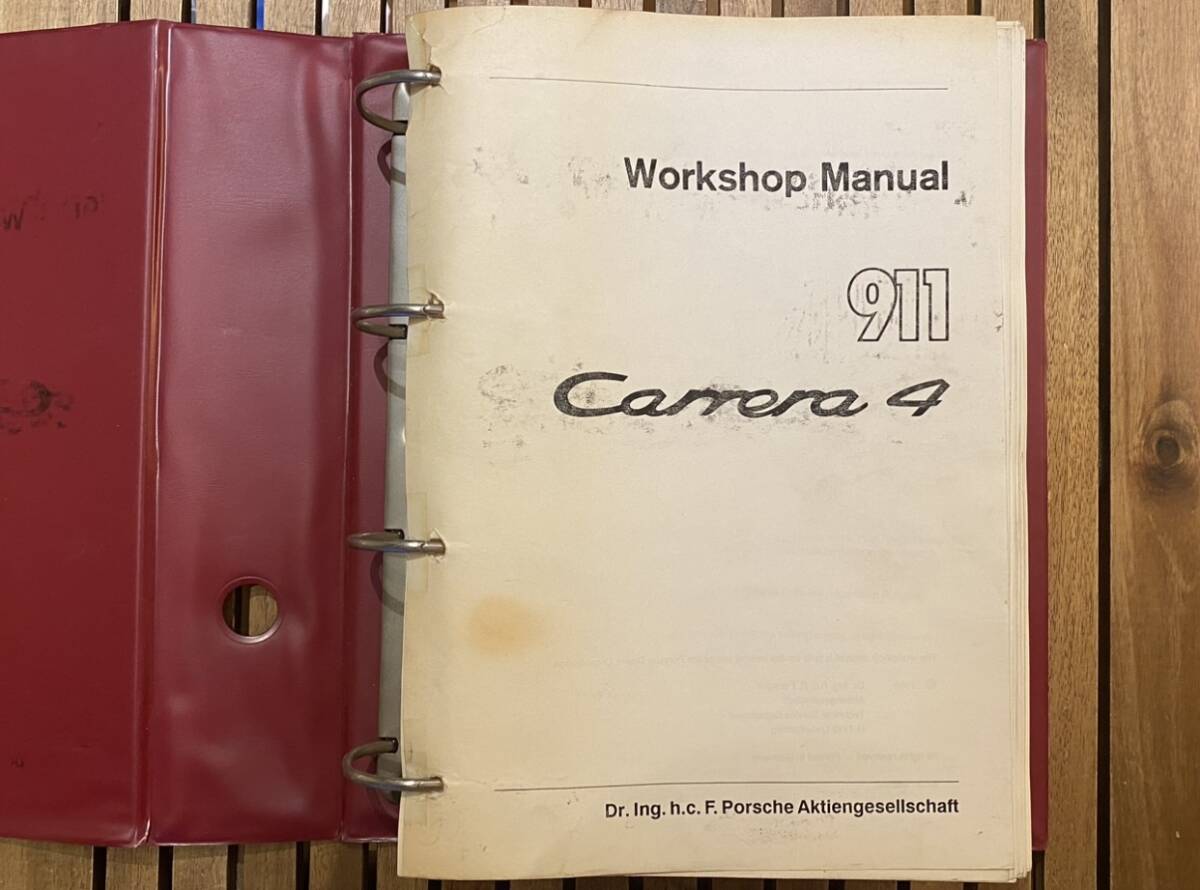 Workshop Manual
911
Carrera 4
Dr. Ing. h.c. F. Porsche Aktiengesellschaft